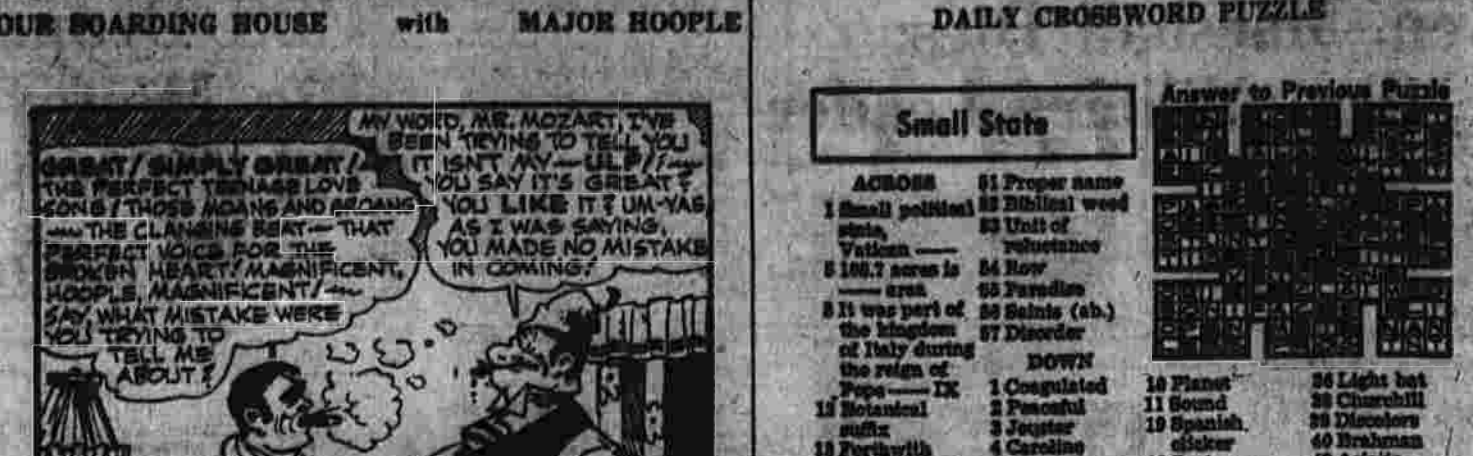 OUR BOARDING HOUSE with MAJOR HOOPLE
GREAT! SIMPLY GREAT!
THE PERFECT TEENAGE LOVE
SONG! THOSE MOANS AND GROANS
— THE CLANGING BEAT — THAT
PERFECT VOICE FOR THE
BROKEN HEART! MAGNIFICENT,
HOOPLE, MAGNIFICENT! —
SAY, WHAT MISTAKE WERE
YOU TRYING TO
TELL ME
ABOUT?
MY WORD, MR. MOZART, I'VE
BEEN TRYING TO TELL YOU
IT ISN'T MY — ULP! —
YOU SAY IT'S GREAT?
YOU LIKE IT? UM-YAS,
AS I WAS SAYING,
YOU MADE NO MISTAKE
IN COMING!
DAILY CROSSWORD PUZZLE
Small State
Answer to Previous Puzzle
ACROSS
1 Small political
state,
Vatican —
5 108.7 acres is
— area
8 It was part of
the kingdom
of Italy during
the reign of
Pope — IX
12 Botanical
suffix
13 Forthwith
51 Proper name
52 Biblical weed
53 Unit of
reluctance
54 Row
55 Paradise
56 Saints (ab.)
57 Disorder
DOWN
1 Coagulated
2 Peaceful
3 Jouster
4 Caroline
10 Planet
11 Sound
19 Spanish
clicker
36 Light hat
38 Churchill
39 Discolors
40 Brahman